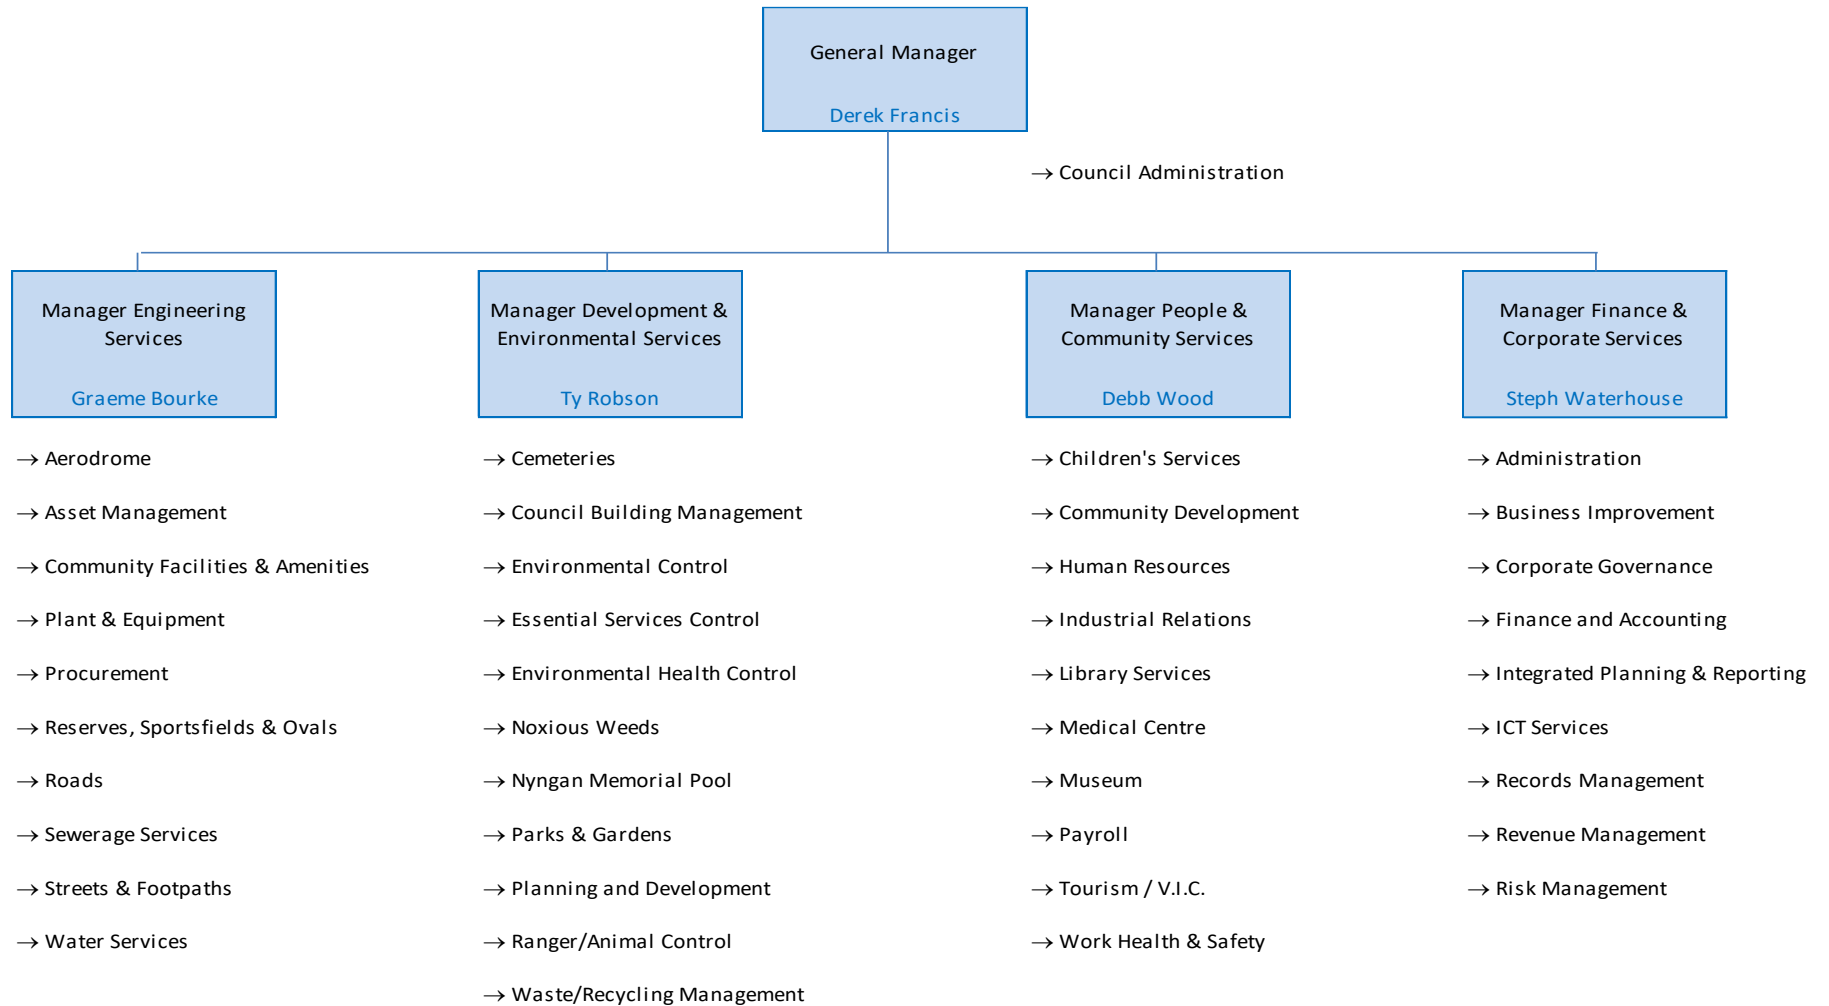 General Manager
Derek Francis
→ Council Administration
Manager Engineering
Services
Graeme Bourke
→ Aerodrome
→ Asset Management
→ Community Facilities & Amenities
→ Plant & Equipment
→ Procurement
→ Reserves, Sportsfields & Ovals
→ Roads
→ Sewerage Services
→ Streets & Footpaths
→ Water Services
Manager Development &
Environmental Services
Ty Robson
→ Cemeteries
→ Council Building Management
→ Environmental Control
→ Essential Services Control
→ Environmental Health Control
→ Noxious Weeds
→ Nyngan Memorial Pool
→ Parks & Gardens
→ Planning and Development
→ Ranger/Animal Control
→ Waste/Recycling Management
Manager People &
Community Services
Debb Wood
→ Children's Services
→ Community Development
→ Human Resources
→ Industrial Relations
→ Library Services
→ Medical Centre
→ Museum
→ Payroll
→ Tourism / V.I.C.
→ Work Health & Safety
Manager Finance &
Corporate Services
Steph Waterhouse
→ Administration
→ Business Improvement
→ Corporate Governance
→ Finance and Accounting
→ Integrated Planning & Reporting
→ ICT Services
→ Records Management
→ Revenue Management
→ Risk Management